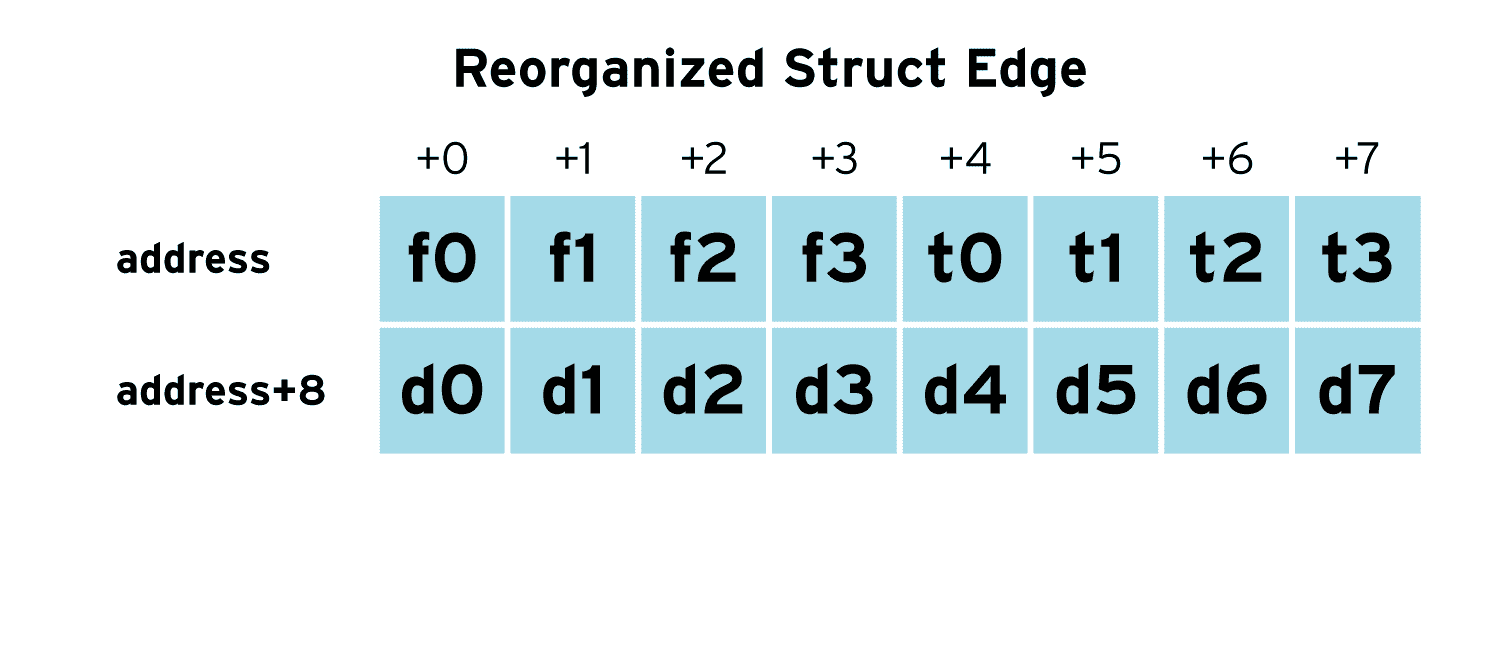 Reorganized Struct Edge
+0 +1 +2 +3 +4 +5 +6 +7
address f0 f1 f2 f3 t0 t1 t2 t3
address+8 d0 d1 d2 d3 d4 d5 d6 d7